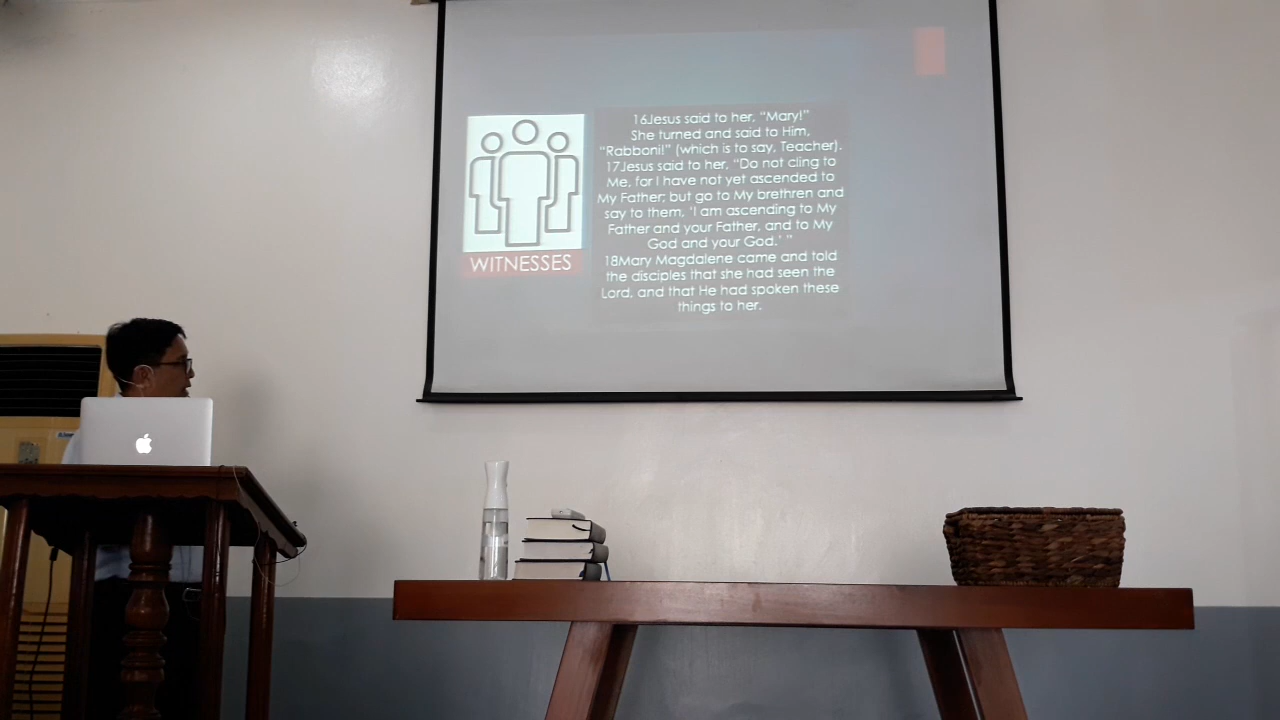 16Jesus said to her, “Mary!”
She turned and said to Him,
“Rabboni!” (which is to say, Teacher).
17Jesus said to her, “Do not cling to
Me, for I have not yet ascended to
My Father; but go to My brethren and
say to them, ‘I am ascending to My
Father and your Father, and to My
God and your God.’ ”
18Mary Magdalene came and told
the disciples that she had seen the
Lord, and that He had spoken these
things to her.
WITNESSES